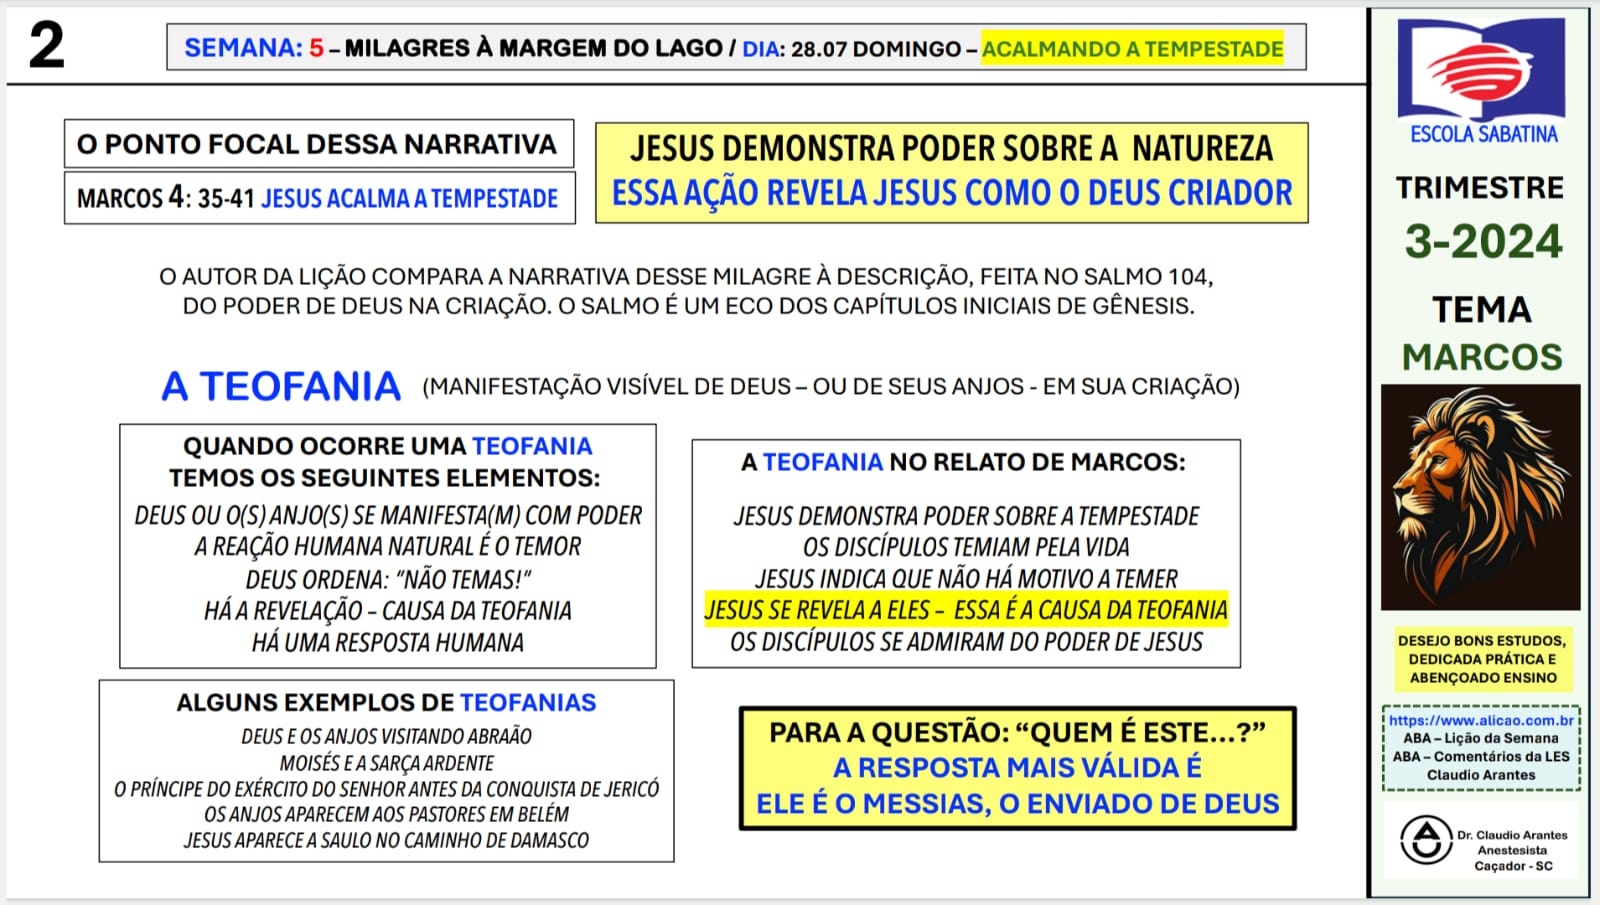 2
SEMANA: 5 – MILAGRES À MARGEM DO LAGO / DIA: 28.07 DOMINGO – ACALMANDO A TEMPESTADE
O PONTO FOCAL DESSA NARRATIVA
MARCOS 4: 35-41 JESUS ACALMA A TEMPESTADE
JESUS DEMONSTRA PODER SOBRE A NATUREZA
ESSA AÇÃO REVELA JESUS COMO O DEUS CRIADOR
O AUTOR DA LIÇÃO COMPARA A NARRATIVA DESSE MILAGRE À DESCRIÇÃO, FEITA NO SALMO 104,
DO PODER DE DEUS NA CRIAÇÃO. O SALMO É UM ECO DOS CAPÍTULOS INICIAIS DE GÊNESIS.
A TEOFANIA (MANIFESTAÇÃO VISÍVEL DE DEUS – OU DE SEUS ANJOS - EM SUA CRIAÇÃO)
QUANDO OCORRE UMA TEOFANIA
TEMOS OS SEGUINTES ELEMENTOS:
DEUS OU O(S) ANJO(S) SE MANIFESTA(M) COM PODER
A REAÇÃO HUMANA NATURAL É O TEMOR
DEUS ORDENA: “NÃO TEMAS!”
HÁ A REVELAÇÃO – CAUSA DA TEOFANIA
HÁ UMA RESPOSTA HUMANA
A TEOFANIA NO RELATO DE MARCOS:
JESUS DEMONSTRA PODER SOBRE A TEMPESTADE
OS DISCÍPULOS TEMIAM PELA VIDA
JESUS INDICA QUE NÃO HÁ MOTIVO A TEMER
JESUS SE REVELA A ELES – ESSA É A CAUSA DA TEOFANIA
OS DISCÍPULOS SE ADMIRAM DO PODER DE JESUS
ALGUNS EXEMPLOS DE TEOFANIAS
DEUS E OS ANJOS VISITANDO ABRAÃO
MOISÉS E A SARÇA ARDENTE
O PRÍNCIPE DO EXÉRCITO DO SENHOR ANTES DA CONQUISTA DE JERICÓ
OS ANJOS APARECEM AOS PASTORES EM BELÉM
JESUS APARECE A SAULO NO CAMINHO DE DAMASCO
PARA A QUESTÃO: “QUEM É ESTE...?”
A RESPOSTA MAIS VÁLIDA É
ELE É O MESSIAS, O ENVIADO DE DEUS
ESCOLA SABATINA
TRIMESTRE
3-2024
TEMA
MARCOS
DESEJO BONS ESTUDOS,
DEDICADA PRÁTICA E
ABENÇOADO ENSINO
https://www.alicao.com.br
ABA – Lição da Semana
ABA – Comentários da LES
Claudio Arantes
Dr. Claudio Arantes
Anestesista
Caçador - SC